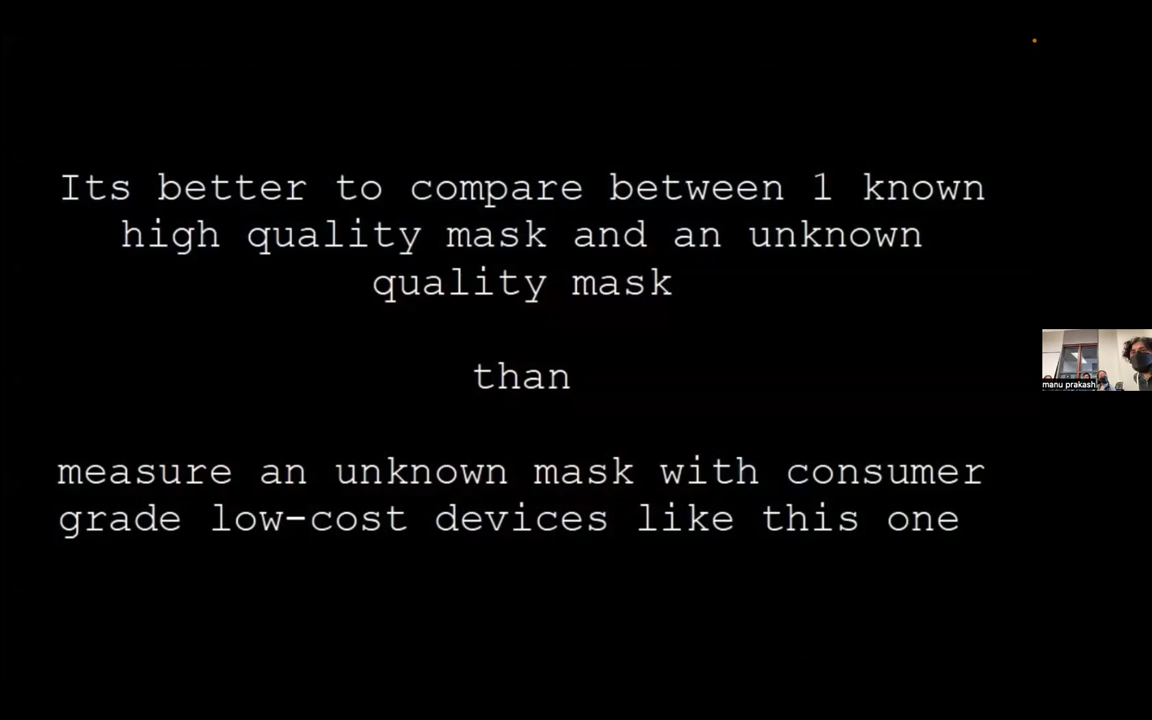 Its better to compare between 1 known
high quality mask and an unknown
quality mask
than
measure an unknown mask with consumer
grade low-cost devices like this one
manu prakash